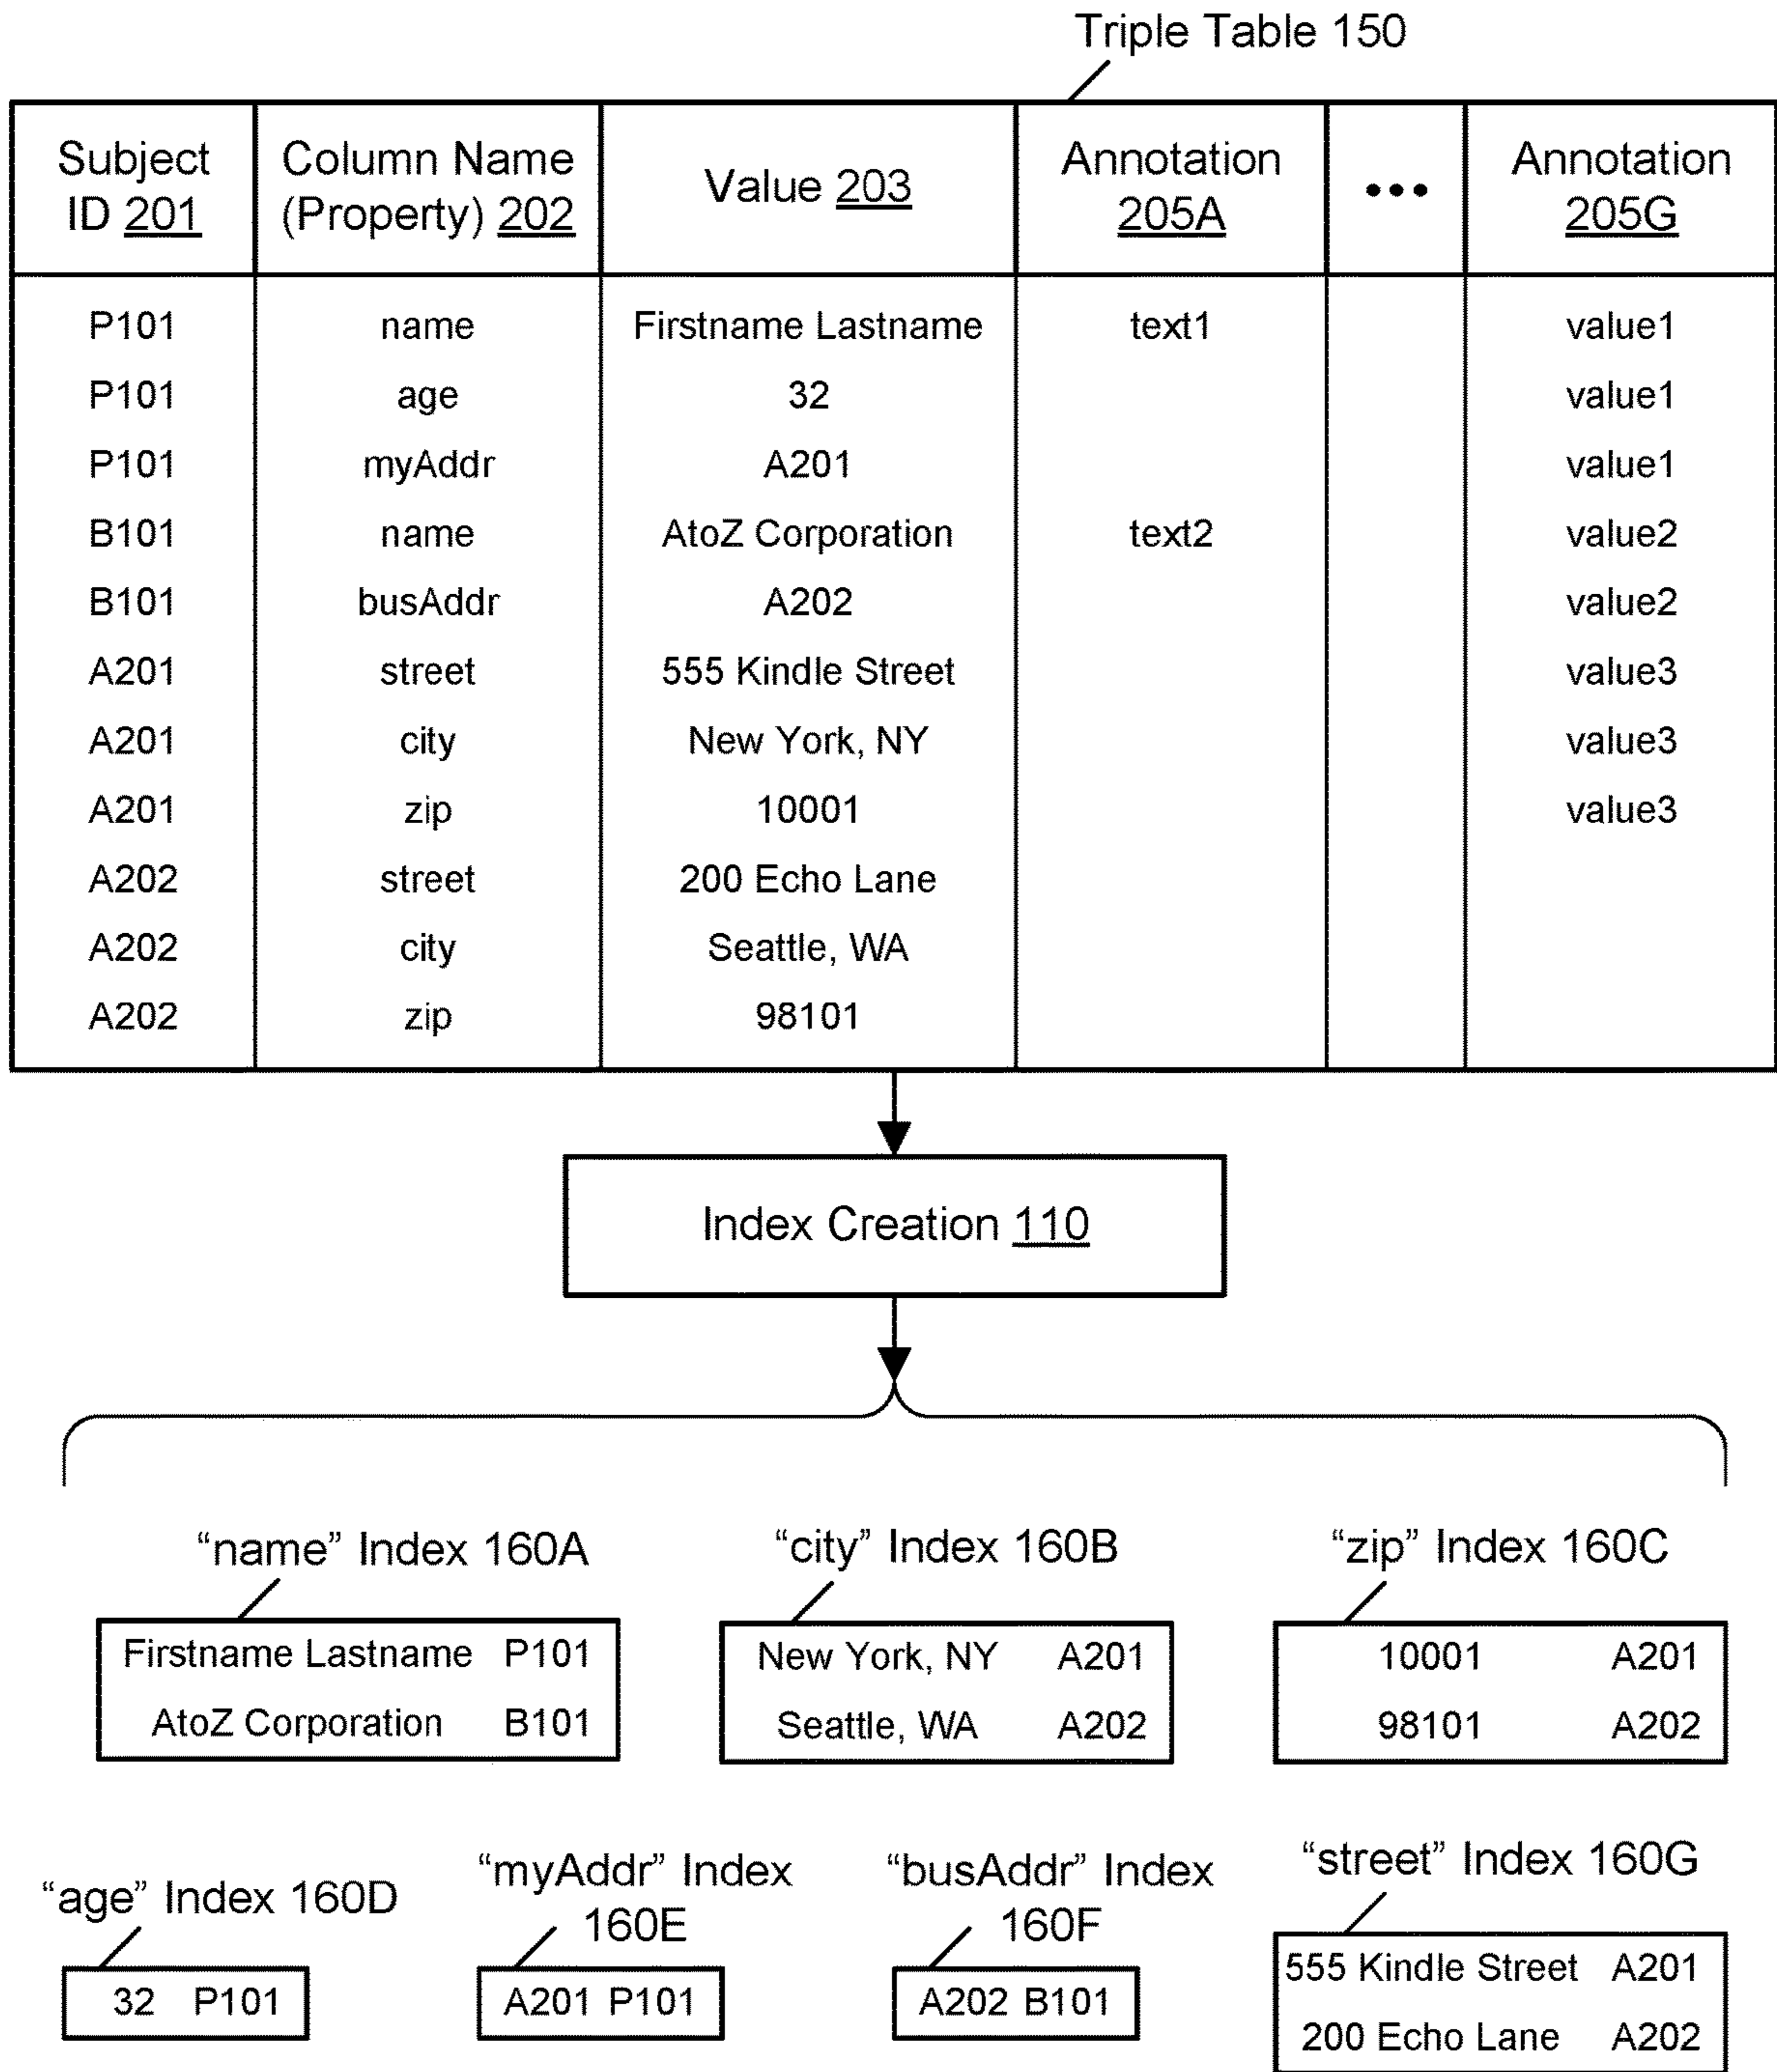 Triple Table 150
Subject ID 201 Column Name (Property) 202 Value 203 Annotation 205A ••• Annotation 205G
P101 name Firstname Lastname text1 value1
P101 age 32 value1
P101 myAddr A201 value1
B101 name AtoZ Corporation text2 value2
B101 busAddr A202 value2
A201 street 555 Kindle Street value3
A201 city New York, NY value3
A201 zip 10001 value3
A202 street 200 Echo Lane
A202 city Seattle, WA
A202 zip 98101
Index Creation 110
“name” Index 160A
Firstname Lastname P101
AtoZ Corporation B101
“city” Index 160B
New York, NY A201
Seattle, WA A202
“zip” Index 160C
10001 A201
98101 A202
“age” Index 160D
32 P101
“myAddr” Index
160E
A201 P101
“busAddr” Index
160F
A202 B101
“street” Index 160G
555 Kindle Street A201
200 Echo Lane A202